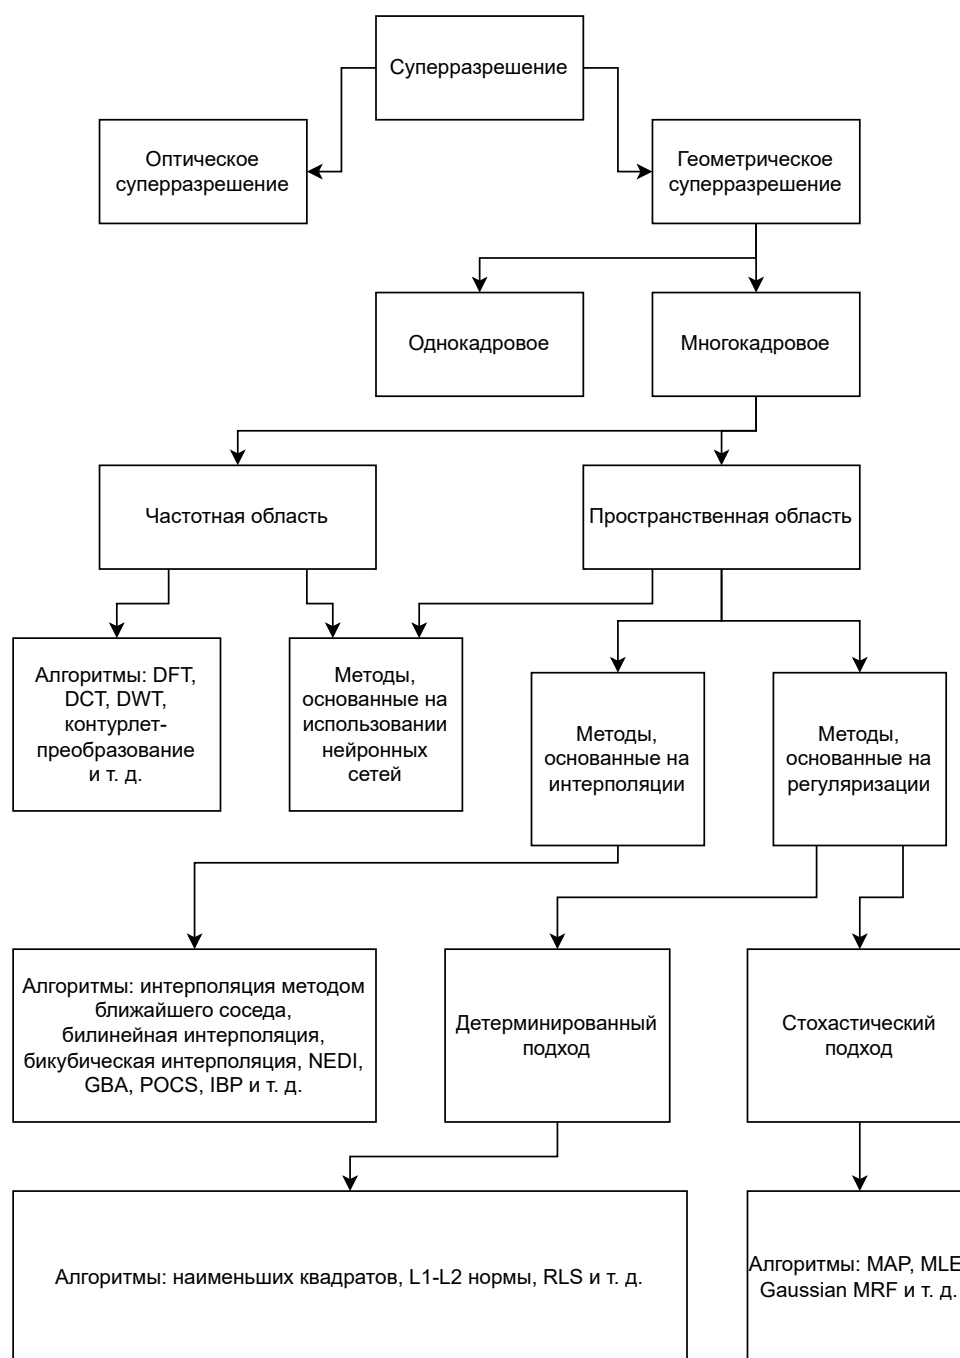 Суперразрешение
Оптическое
суперразрешение
Геометрическое
суперразрешение
Однокадровое
Многокадровое
Частотная область
Пространственная область
Алгоритмы: DFT,
DCT, DWT,
контурлет-
преобразование
и т. д.
Методы,
основанные на
использовании
нейронных
сетей
Методы,
основанные на
интерполяции
Методы,
основанные на
регуляризации
Алгоритмы: интерполяция методом
ближайшего соседа,
билинейная интерполяция,
бикубическая интерполяция, NEDI,
GBA, POCS, IBP и т. д.
Детерминированный
подход
Стохастический
подход
Алгоритмы: наименьших квадратов, L1-L2 нормы, RLS и т. д.
Алгоритмы: MAP, MLE
Gaussian MRF и т. д.